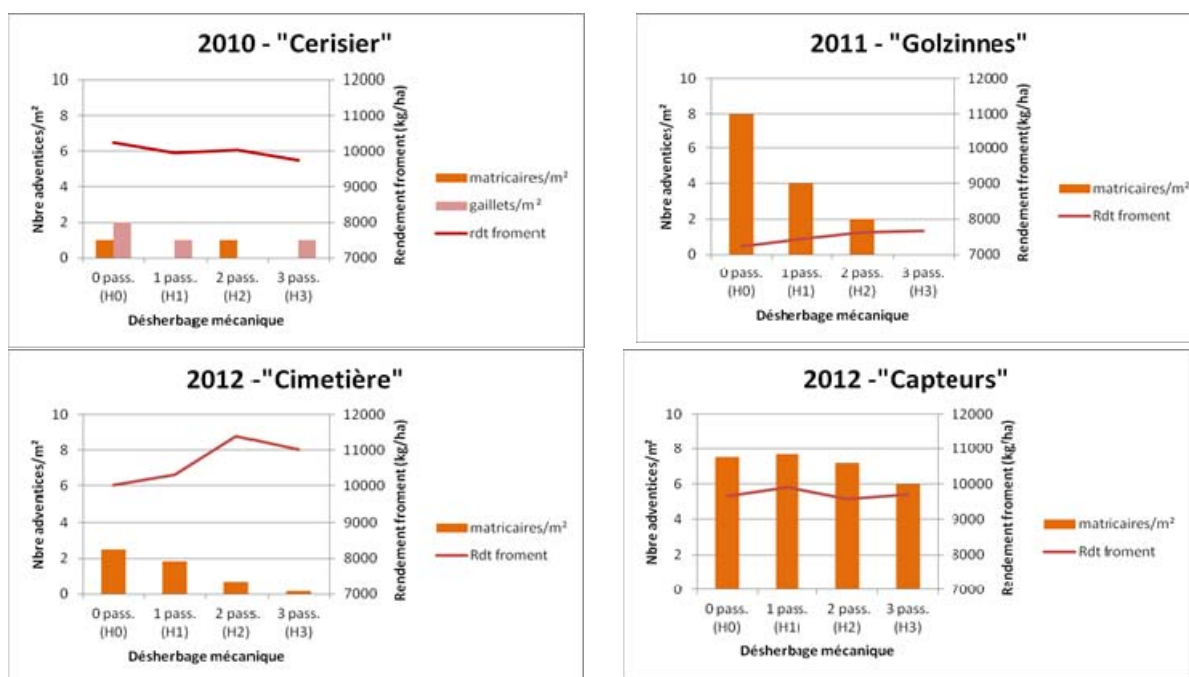 2010 - "Cerisier"
Nbre adventices/m²
10
8
6
4
2
0
12000
11000
10000
9000
8000
7000
Rendement froment (kg/ha)
0 pass. 1 pass. 2 pass. 3 pass.
(H0) (H1) (H2) (H3)
Désherbage mécanique
matricaires/m²
gaillets/m²
rdt froment
2011 - "Golzinnes"
Nbre adventices/m²
10
8
6
4
2
0
12000
11000
10000
9000
8000
7000
Rendement froment(kg/ha)
0 pass. 1 pass. 2 pass. 3 pass.
(H0) (H1) (H2) (H3)
Désherbage mécanique
matricaires/m²
Rdt froment
2012 -"Cimetière"
Nbre adventices/m²
10
8
6
4
2
0
12000
11000
10000
9000
8000
7000
Rendement froment (kg/ha)
0 pass. 1 pass. 2 pass. 3 pass.
(H0) (H1) (H2) (H3)
Désherbage mécanique
matricaires/m²
Rdt froment
2012 -"Capteurs"
Nbre adventices/m²
10
8
6
4
2
0
12000
11000
10000
9000
8000
7000
Rendement froment (kg/ha)
0 pass. 1 pass. 2 pass. 3 pass.
(H0) (H1) (H2) (H3)
Désherbage mécanique
matricaires/m²
Rdt froment